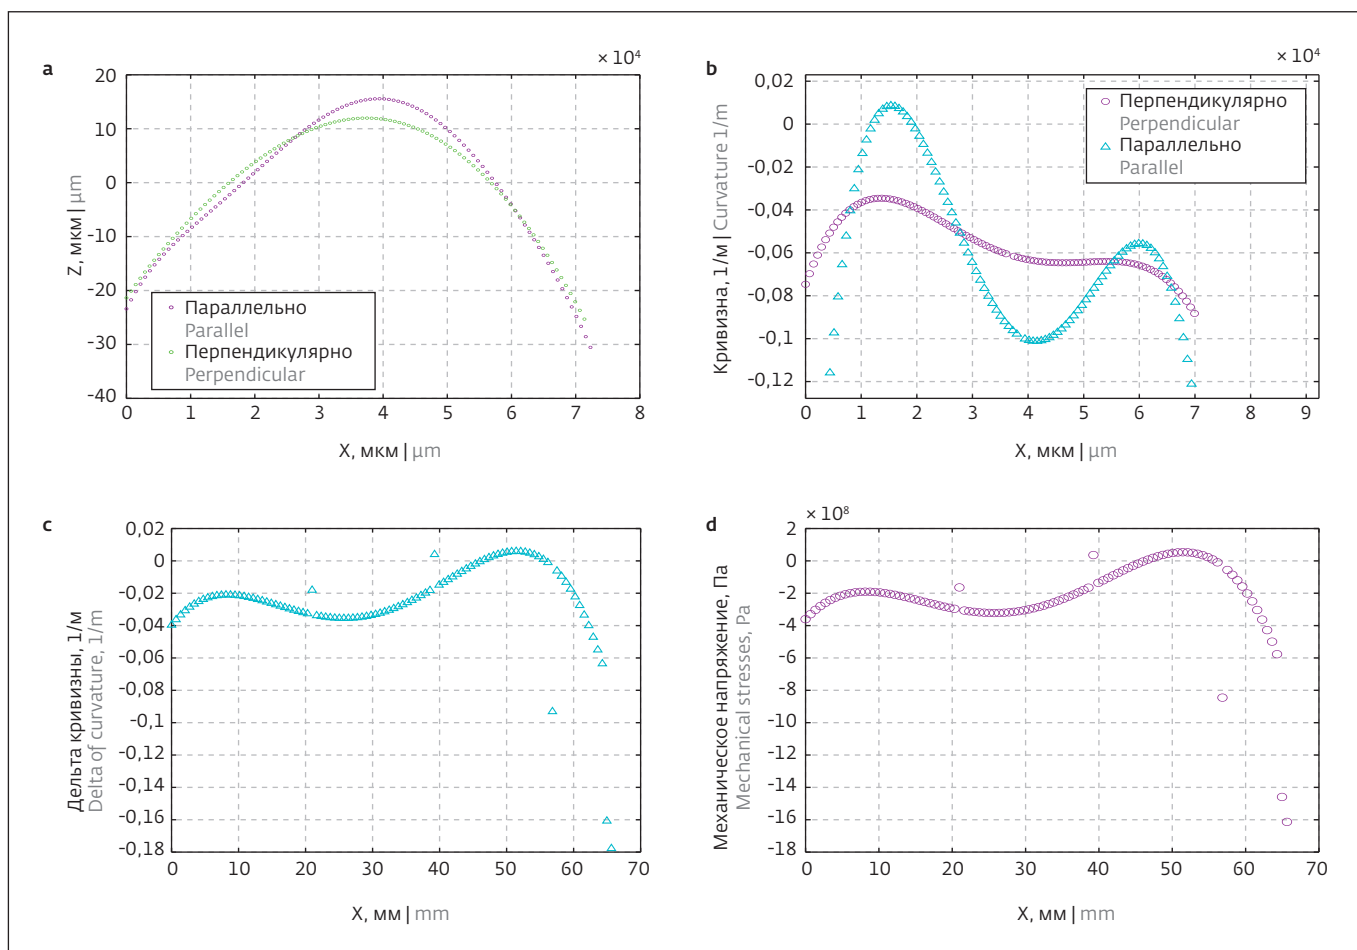 a
× 10⁴
20
10
0
-10
-20
-30
-40
0 1 2 3 4 5 6 7 8
Z, мкм | µm
X, мкм | µm
Параллельно
Parallel
Перпендикулярно
Perpendicular
b
× 10⁴
0,02
0
-0,02
-0,04
-0,06
-0,08
-0,1
-0,12
0 1 2 3 4 5 6 7 8 9
Кривизна, 1/м | Curvature 1/m
X, мкм | µm
Перпендикулярно
Perpendicular
Параллельно
Parallel
c
0,02
0
-0,02
-0,04
-0,06
-0,08
-0,1
-0,12
-0,14
-0,16
-0,18
0 10 20 30 40 50 60 70
Дельта кривизны, 1/м
Delta of curvature, 1/m
X, мм | mm
d
× 10⁸
2
0
-2
-4
-6
-8
-10
-12
-14
-16
-18
0 10 20 30 40 50 60 70
Механическое напряжение, Па
Mechanical stresses, Pa
X, мм | mm